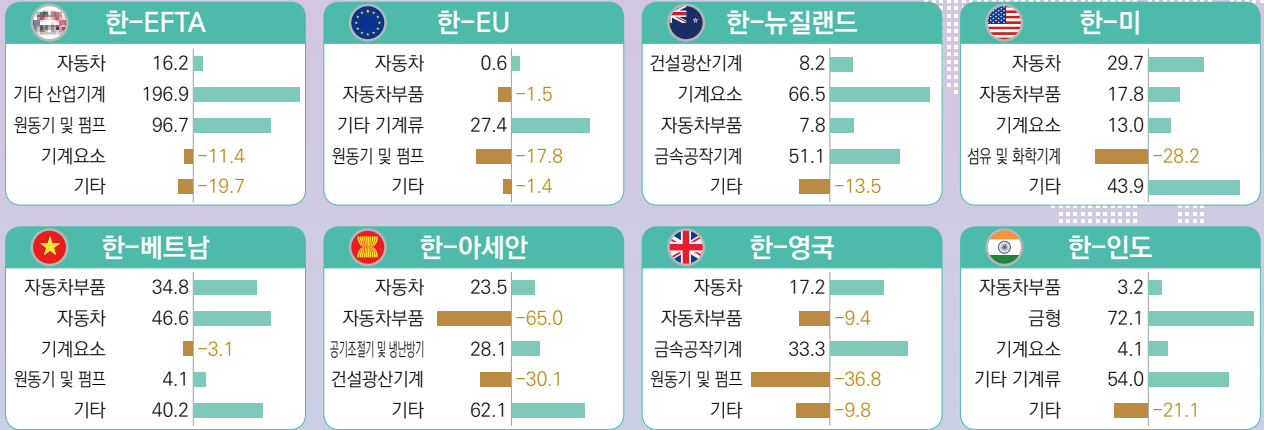 한-EFTA
자동차 16.2
기타 산업기계 196.9
원동기 및 펌프 96.7
기계요소 -11.4
기타 -19.7
한-EU
자동차 0.6
자동차부품 -1.5
기타 기계류 27.4
원동기 및 펌프 -17.8
기타 -1.4
한-뉴질랜드
건설광산기계 8.2
기계요소 66.5
자동차부품 7.8
금속공작기계 51.1
기타 -13.5
한-미
자동차 29.7
자동차부품 17.8
기계요소 13.0
섬유 및 화학기계 -28.2
기타 43.9
한-베트남
자동차부품 34.8
자동차 46.6
기계요소 -3.1
원동기 및 펌프 4.1
기타 40.2
한-아세안
자동차 23.5
자동차부품 -65.0
공기조절기 및 냉난방기 28.1
건설광산기계 -30.1
기타 62.1
한-영국
자동차 17.2
자동차부품 -9.4
금속공작기계 33.3
원동기 및 펌프 -36.8
기타 -9.8
한-인도
자동차부품 3.2
금형 72.1
기계요소 4.1
기타 기계류 54.0
기타 -21.1